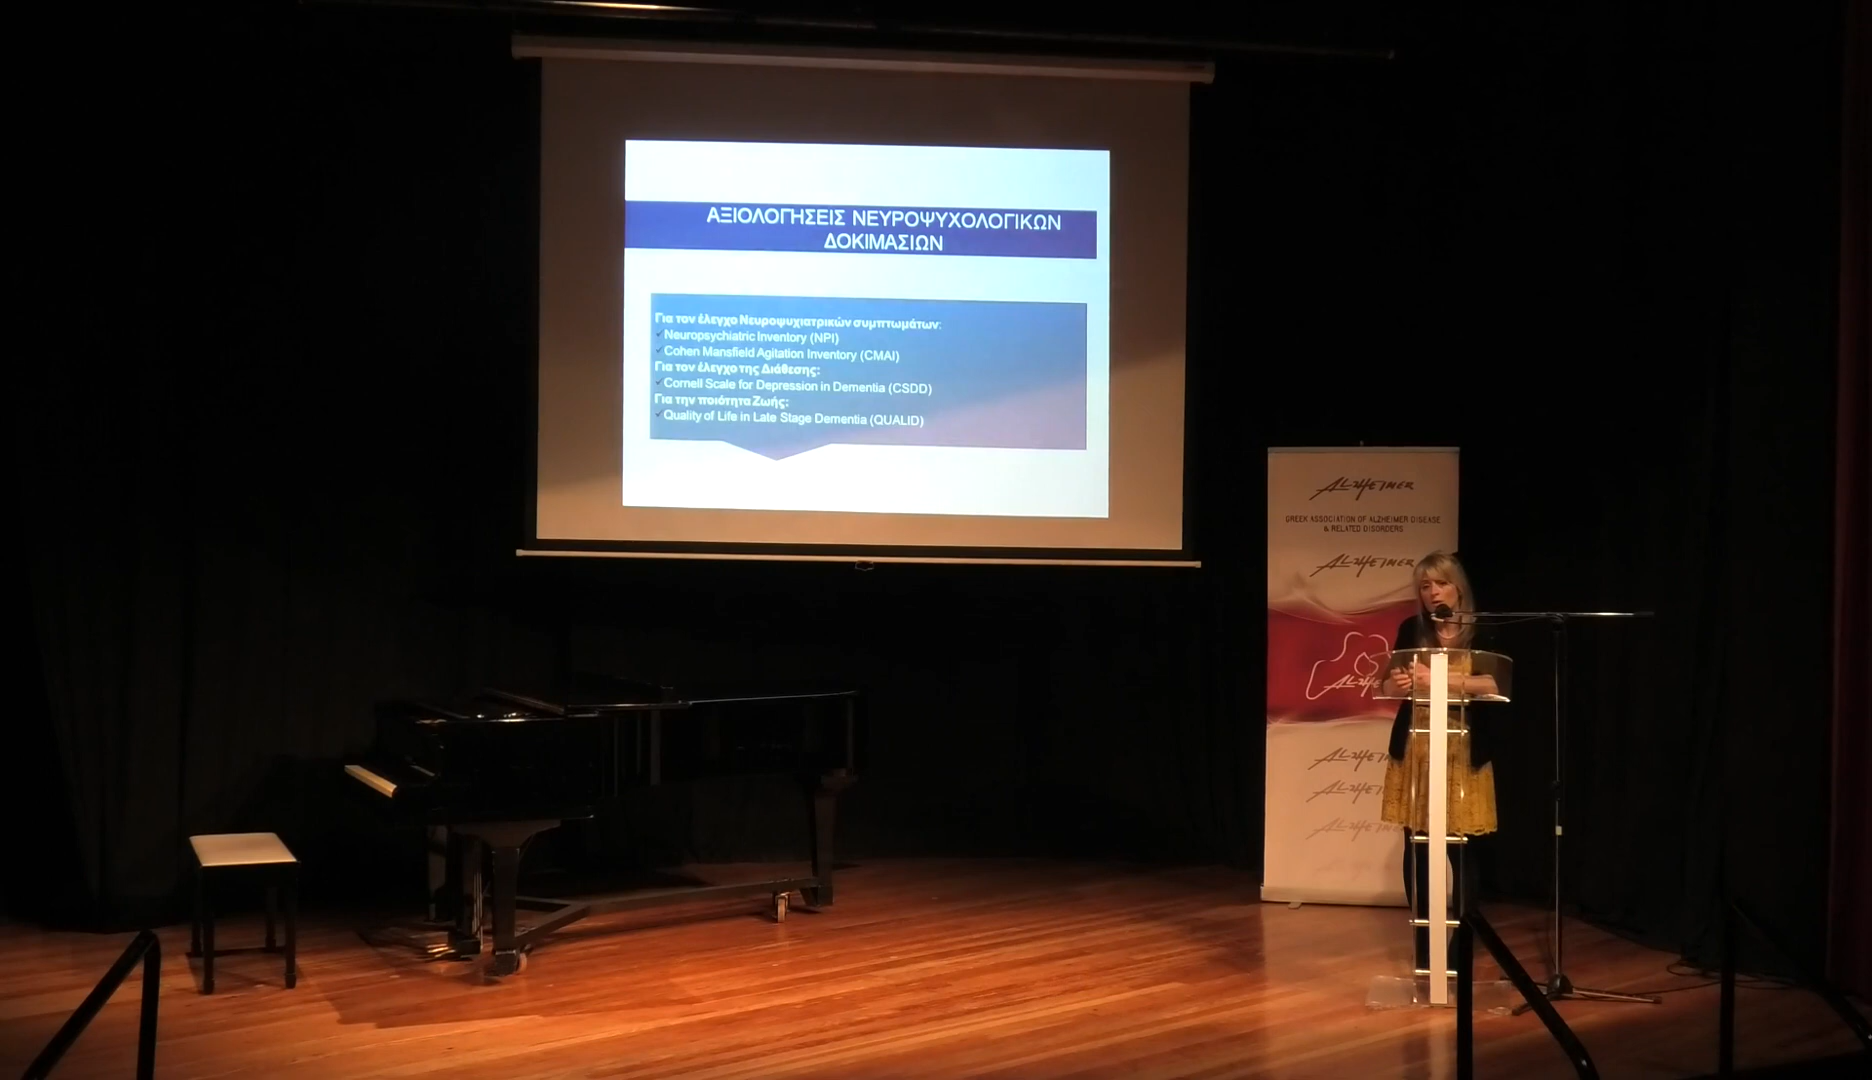 ΑΞΙΟΛΟΓΗΣΕΙΣ ΝΕΥΡΟΨΥΧΟΛΟΓΙΚΩΝ
ΔΟΚΙΜΑΣΙΩΝ
Για τον έλεγχο Νευροψυχιατρικών συμπτωμάτων:
✓Neuropsychiatric Inventory (NPI)
✓Cohen Mansfield Agitation Inventory (CMAI)
Για τον έλεγχο της Διάθεσης:
✓Cornell Scale for Depression in Dementia (CSDD)
Για την ποιότητα Ζωής:
✓Quality of Life in Late Stage Dementia (QUALID)
ALZHEIMER
GREEK ASSOCIATION OF ALZHEIMER DISEASE
& RELATED DISORDERS
ALZHEIMER